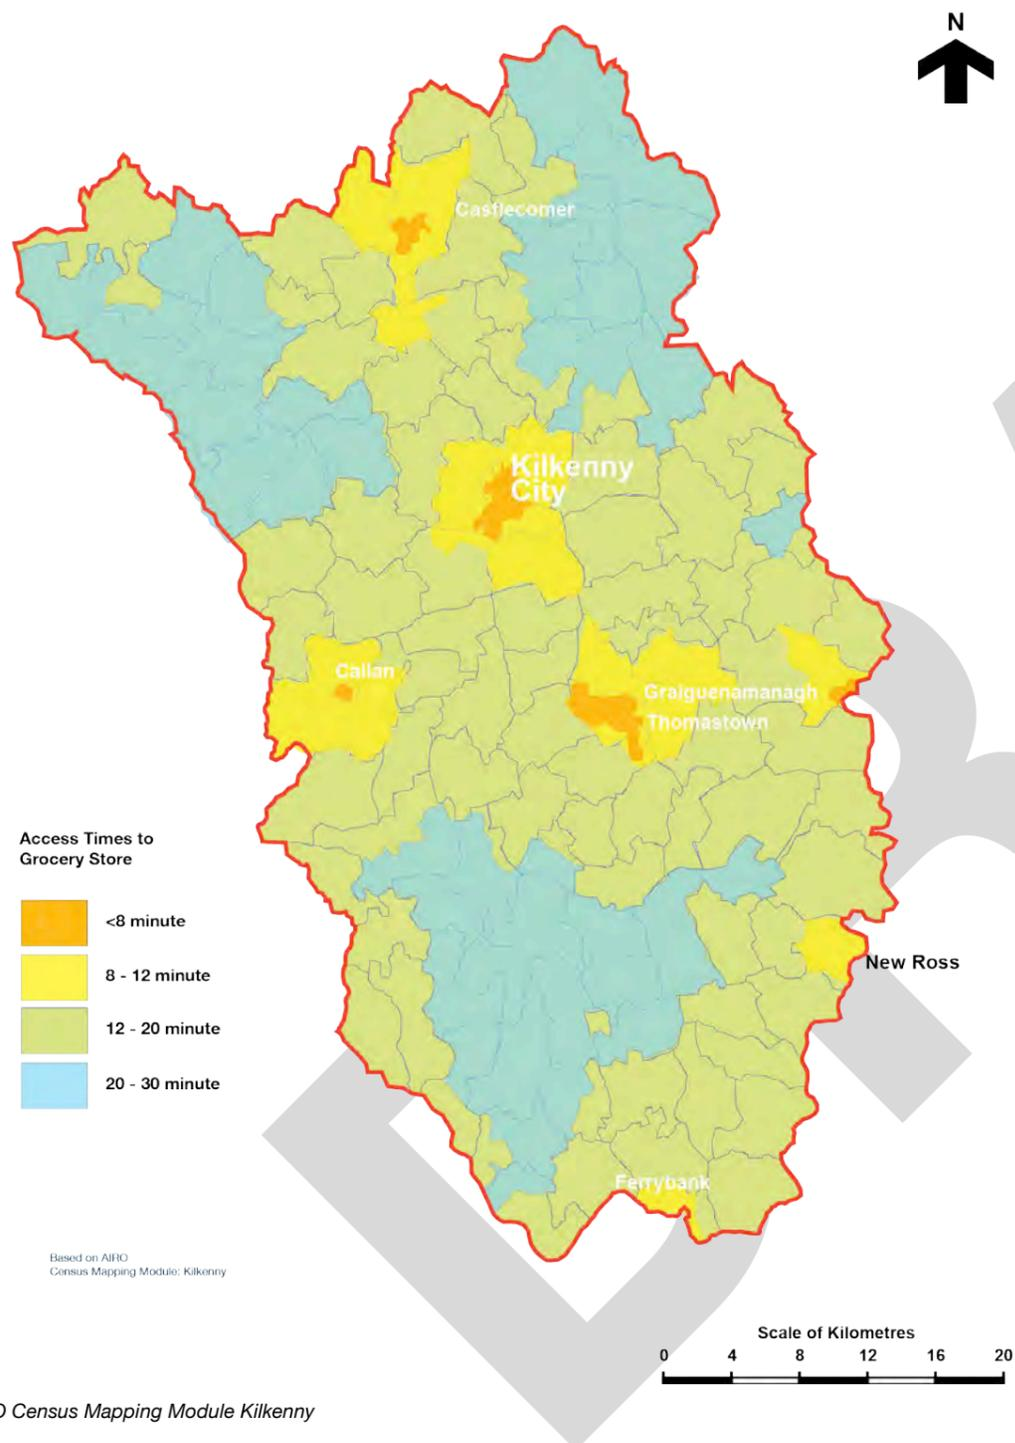 N
Castlecomer
Kilkenny
City
Callan
Graiguenamanagh
Thomastown
Access Times to
Grocery Store
<8 minute
8 - 12 minute
12 - 20 minute
20 - 30 minute
New Ross
Ferrybank
Based on AIRO
Census Mapping Module: Kilkenny
Scale of Kilometres
0 4 8 12 16 20
Census Mapping Module Kilkenny